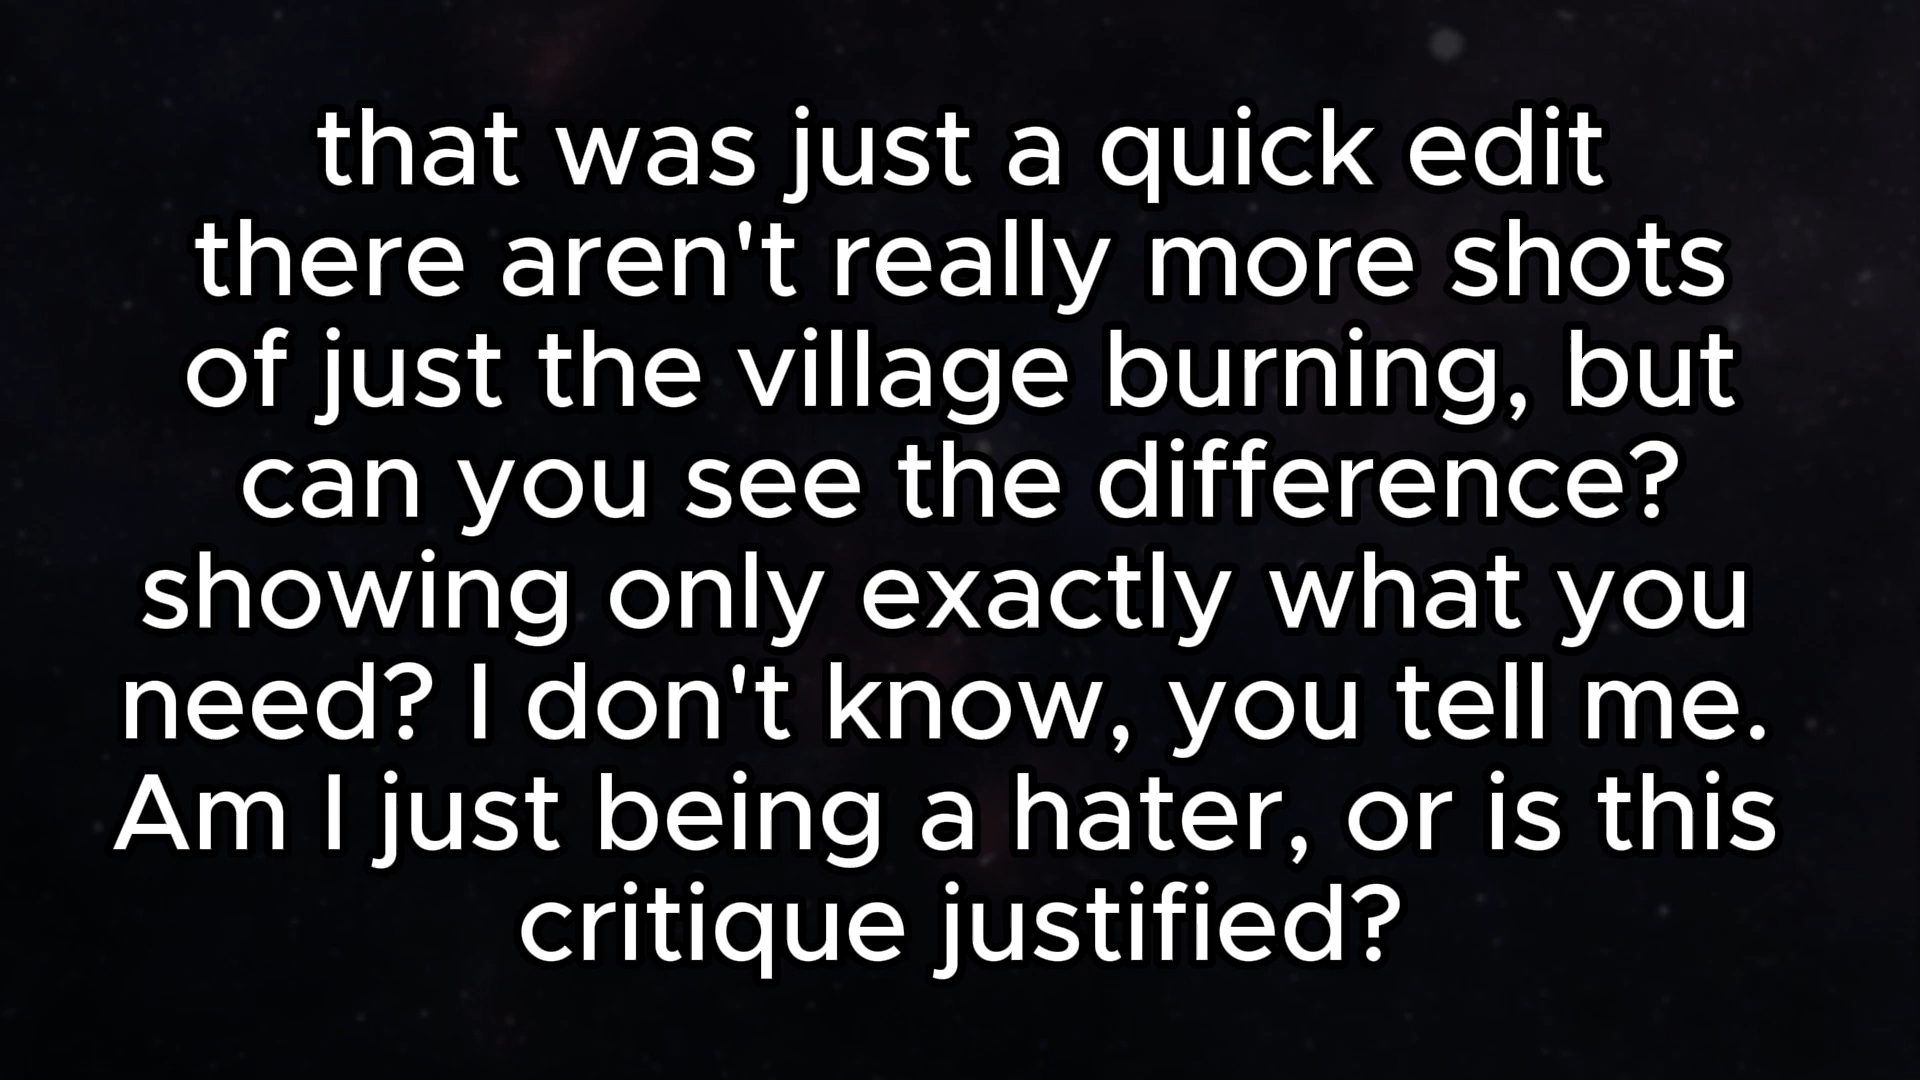 that was just a quick edit
there aren't really more shots
of just the village burning, but
can you see the difference?
showing only exactly what you
need? I don't know, you tell me.
Am I just being a hater, or is this
critique justified?